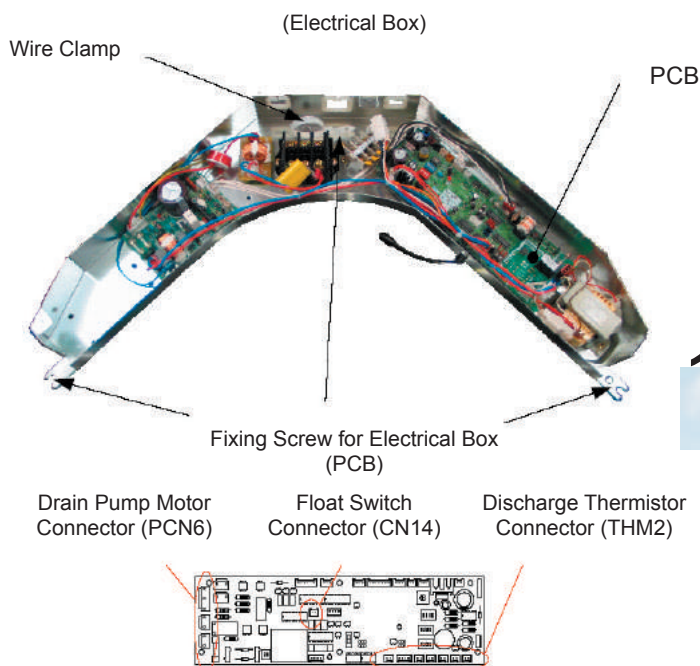 (Electrical Box)
Wire Clamp
PCB
Fixing Screw for Electrical Box
(PCB)
Drain Pump Motor
Connector (PCN6)
Float Switch
Connector (CN14)
Discharge Thermistor
Connector (THM2)